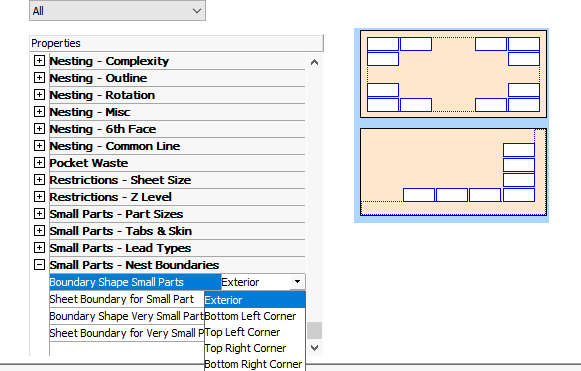 All
Properties
Nesting - Complexity
Nesting - Outline
Nesting - Rotation
Nesting - Misc
Nesting - 6th Face
Nesting - Common Line
Pocket Waste
Restrictions - Sheet Size
Restrictions - Z Level
Small Parts - Part Sizes
Small Parts - Tabs & Skin
Small Parts - Lead Types
Small Parts - Nest Boundaries
Boundary Shape Small Parts Exterior
Sheet Boundary for Small Part Exterior
Boundary Shape Very Small Part Bottom Left Corner
Sheet Boundary for Very Small P Top Left Corner
Top Right Corner
Bottom Right Corner